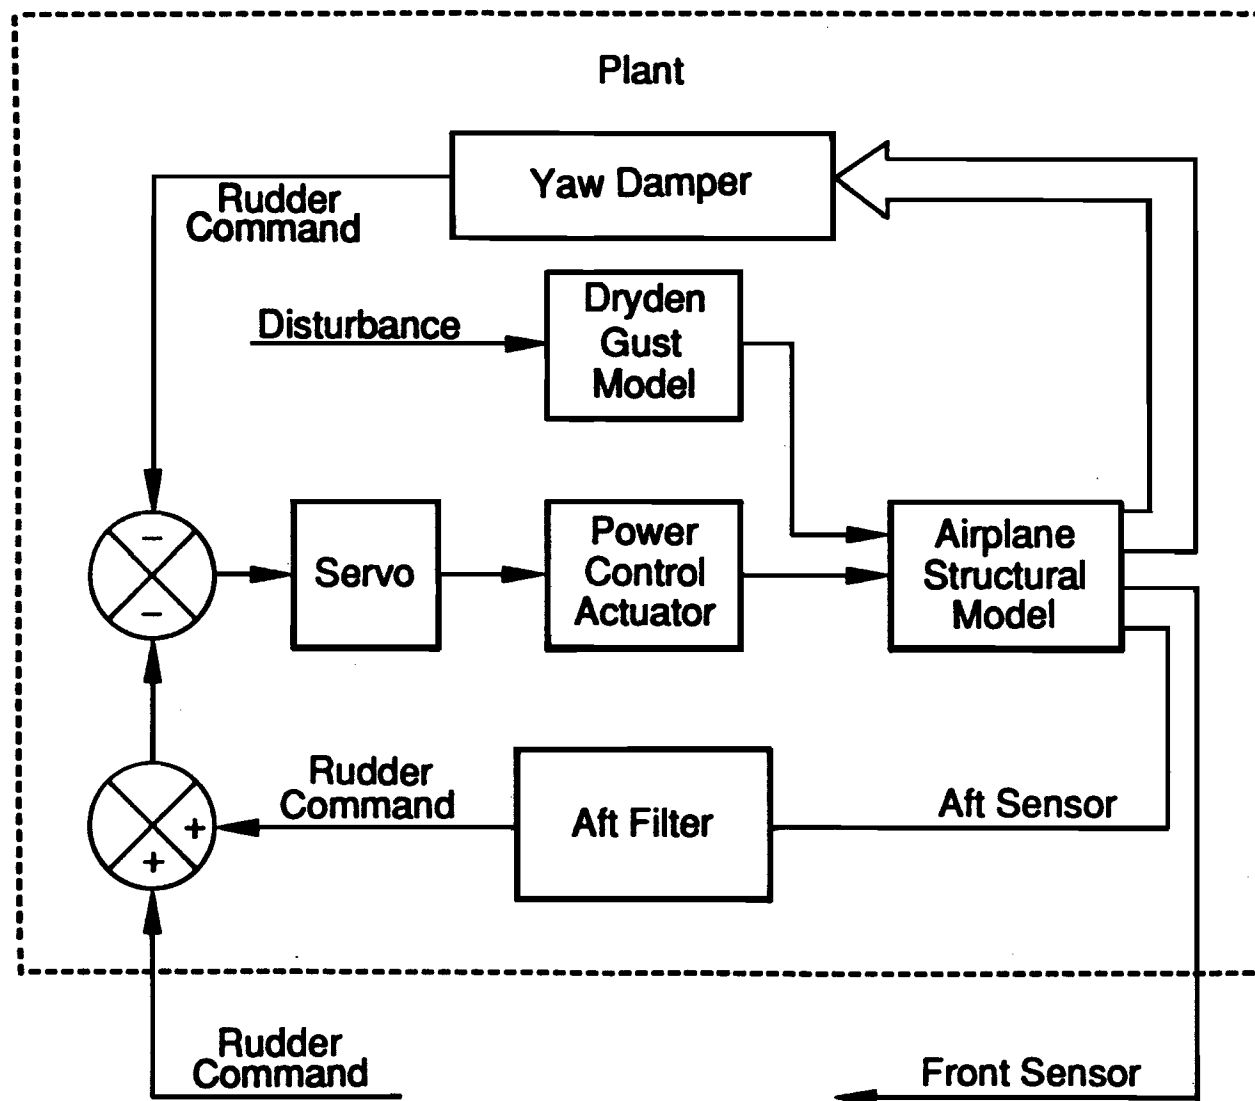 Plant
Yaw Damper
Rudder
Command
Dryden
Gust
Model
Disturbance
−
−
Servo
Power
Control
Actuator
Airplane
Structural
Model
Rudder
Command
Aft Filter
Aft Sensor
+
+
Rudder
Command
Front Sensor